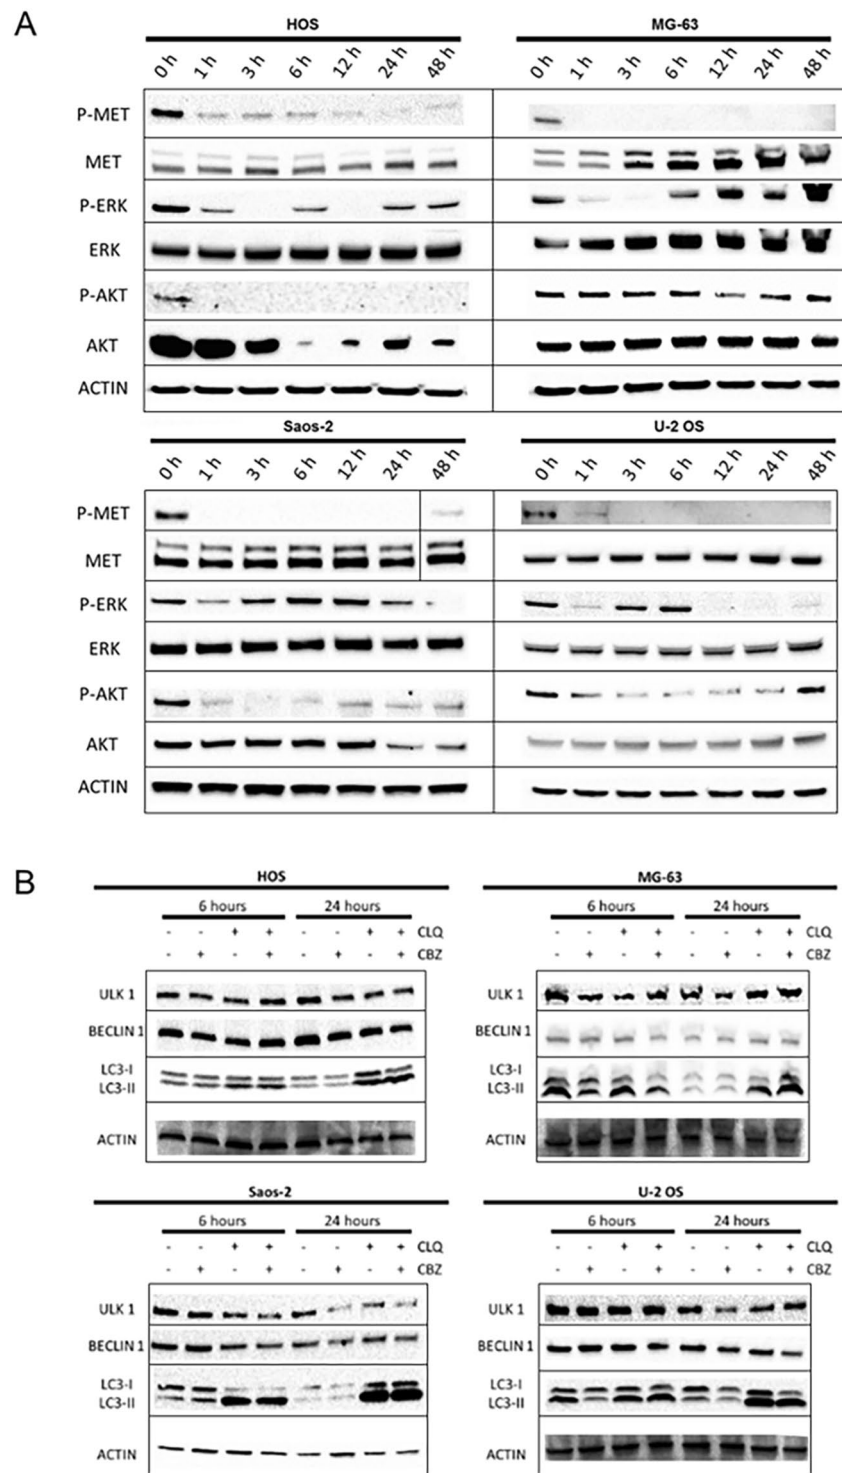 A
HOS MG-63
0 h 1 h 3 h 6 h 12 h 24 h 48 h 0 h 1 h 3 h 6 h 12 h 24 h 48 h
P-MET
MET
P-ERK
ERK
P-AKT
AKT
ACTIN
Saos-2 U-2 OS
0 h 1 h 3 h 6 h 12 h 24 h 48 h 0 h 1 h 3 h 6 h 12 h 24 h 48 h
P-MET
MET
P-ERK
ERK
P-AKT
AKT
ACTIN
B
HOS MG-63
6 hours 24 hours 6 hours 24 hours
- - + + - - + + CLQ - - + + - - + + CLQ
- + - + - + - + CBZ - + - + - + - + CBZ
ULK 1 ULK 1
BECLIN 1 BECLIN 1
LC3-I LC3-I
LC3-II LC3-II
ACTIN ACTIN
Saos-2 U-2 OS
6 hours 24 hours 6 hours 24 hours
- - + + - - + + CLQ - - + + - - + + CLQ
- + - + - + - + CBZ - + - + - + - + CBZ
ULK 1 ULK 1
BECLIN 1 BECLIN 1
LC3-I LC3-I
LC3-II LC3-II
ACTIN ACTIN